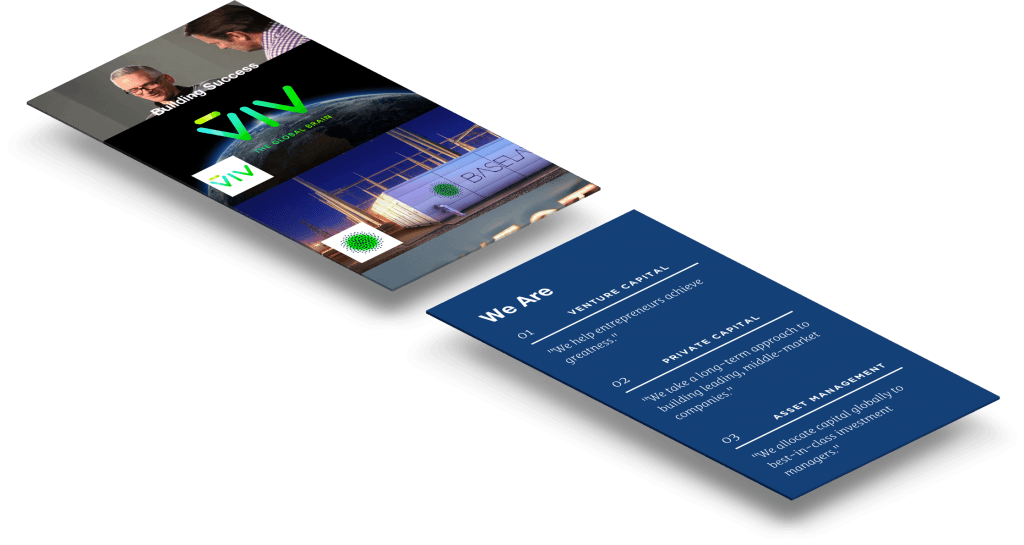 Building Success
VIV
THE GLOBAL BRAIN
VIV
BASELA
We Are
01
VENTURE CAPITAL
"'We help entrepreneurs achieve
greatness."
02
PRIVATE CAPITAL
"'We take a long-term approach to
building leading, middle-market
companies."
03
ASSET MANAGEMENT
"'We allocate capital globally to
best-in-class investment
managers."